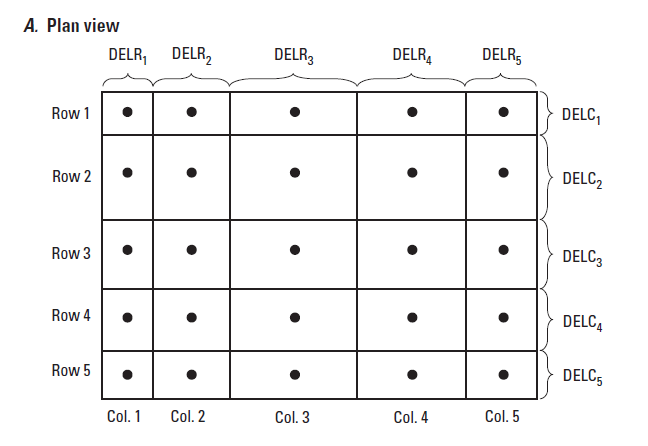 A. Plan view
DELR1 DELR2 DELR3 DELR4 DELR5
Row 1 DELC1
Row 2 DELC2
Row 3 DELC3
Row 4 DELC4
Row 5 DELC5
Col. 1 Col. 2 Col. 3 Col. 4 Col. 5